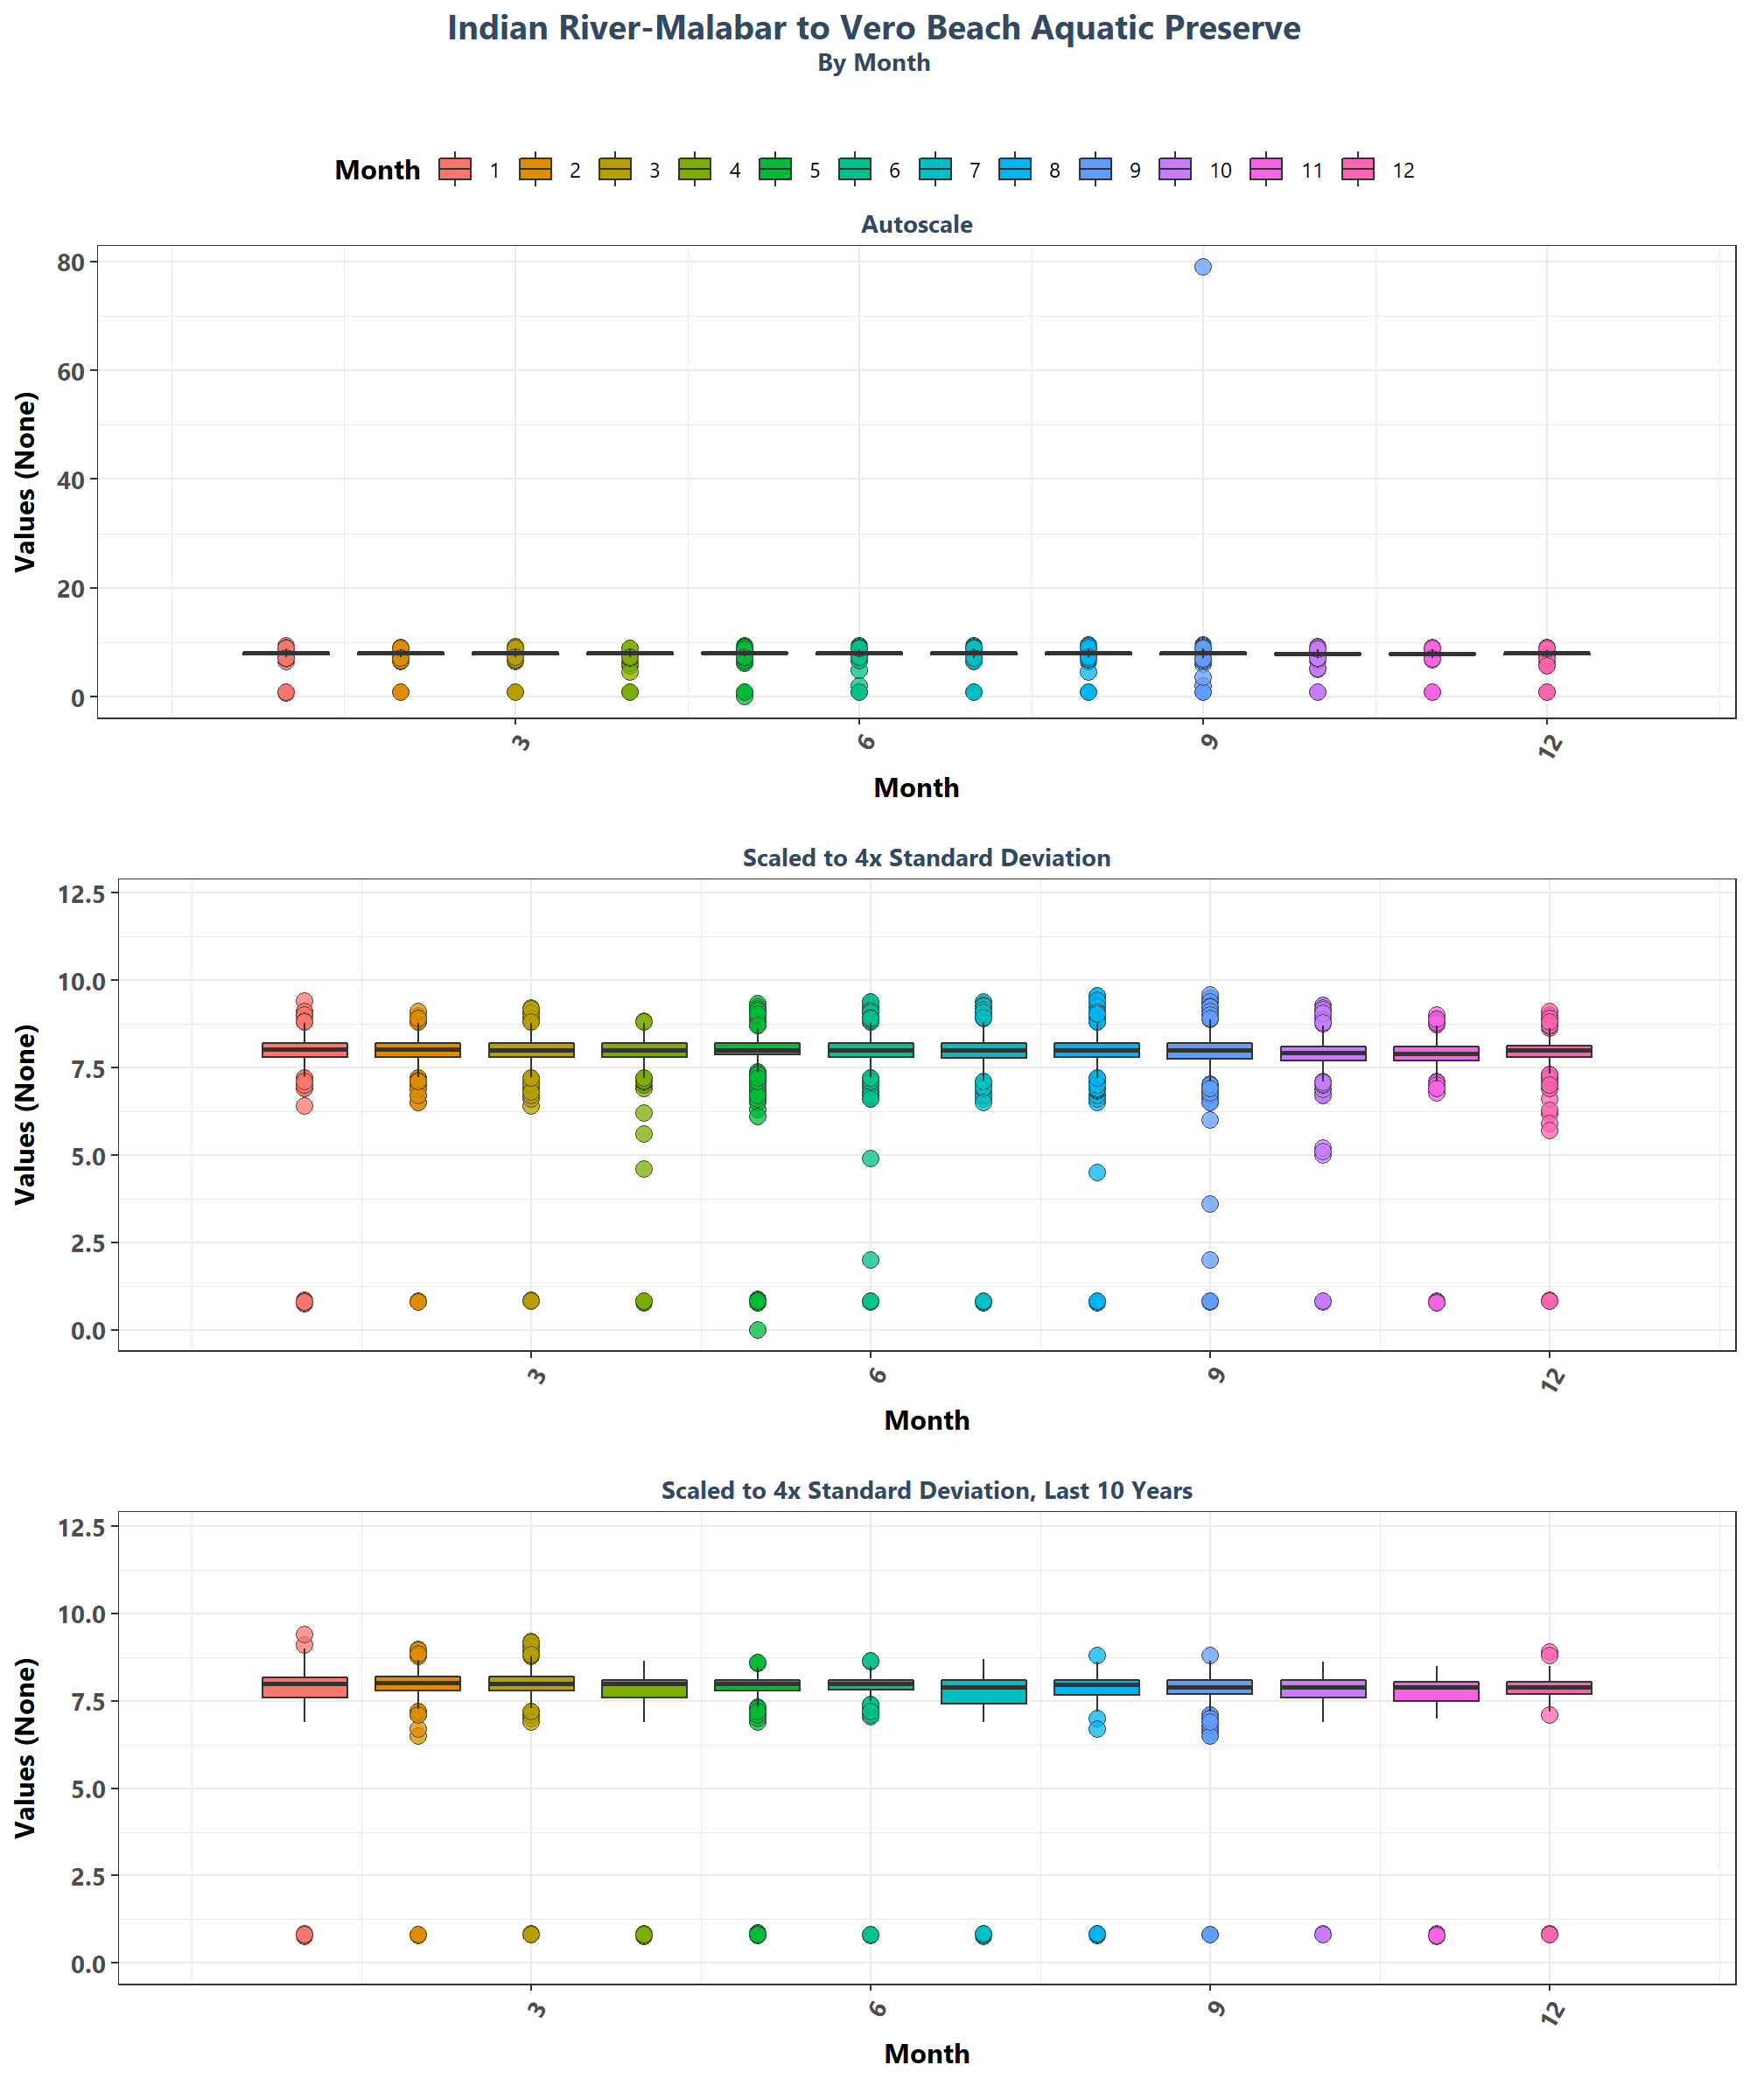 Indian River-Malabar to Vero Beach Aquatic Preserve
By Month
Month 1 2 3 4 5 6 7 8 9 10 11 12
Autoscale
80
60
40
20
0
Values (None)
3 6 9 12
Month
Scaled to 4x Standard Deviation
12.5
10.0
7.5
5.0
2.5
0.0
Values (None)
3 6 9 12
Month
Scaled to 4x Standard Deviation, Last 10 Years
12.5
10.0
7.5
5.0
2.5
0.0
Values (None)
3 6 9 12
Month